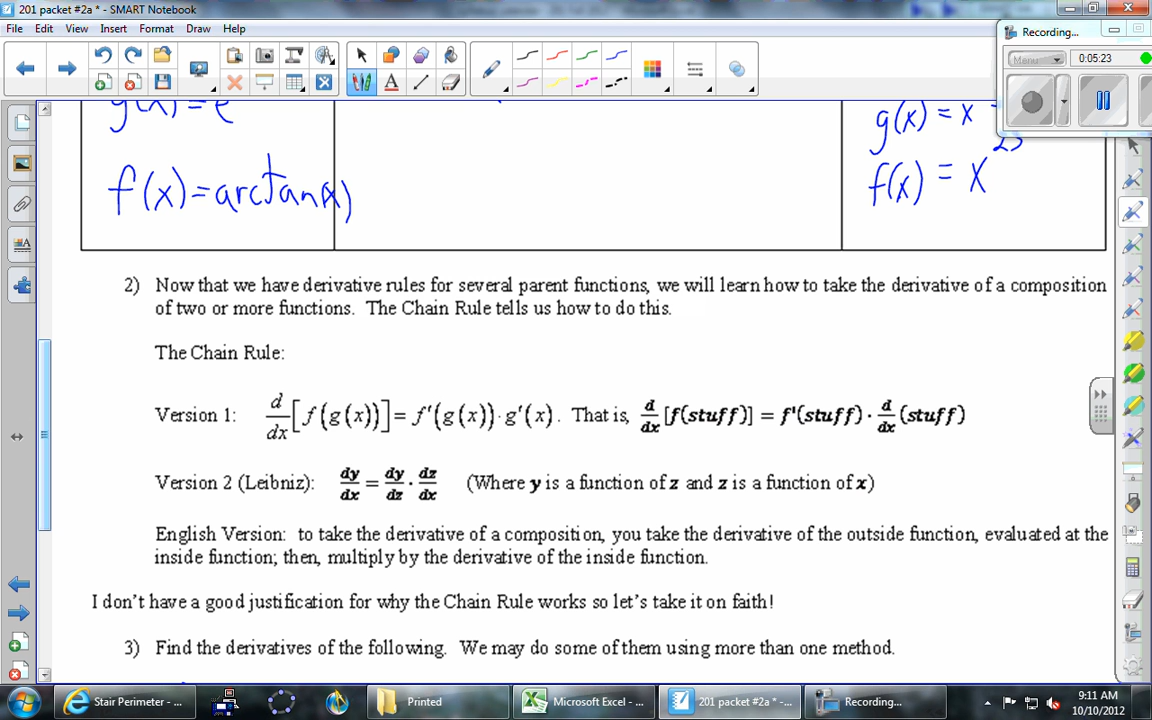 201 packet #2a * - SMART Notebook
File Edit View Insert Format Draw Help
Recording...
Menu
0:05:23
g(x) = e
f(x) = arctan(x)
g(x) = x
f(x) = x
2) Now that we have derivative rules for several parent functions, we will learn how to take the derivative of a composition
of two or more functions. The Chain Rule tells us how to do this.
The Chain Rule:
Version 1: d/dx [f(g(x))] = f'(g(x)) · g'(x). That is, d/dx [f(stuff)] = f'(stuff) · d/dx (stuff)
Version 2 (Leibniz): dy/dx = dy/dz · dz/dx (Where y is a function of z and z is a function of x)
English Version: to take the derivative of a composition, you take the derivative of the outside function, evaluated at the
inside function; then, multiply by the derivative of the inside function.
I don't have a good justification for why the Chain Rule works so let's take it on faith!
3) Find the derivatives of the following. We may do some of them using more than one method.
Stair Perimeter - ...
Printed
Microsoft Excel - ...
201 packet #2a * -...
Recording...
9:11 AM
10/10/2012